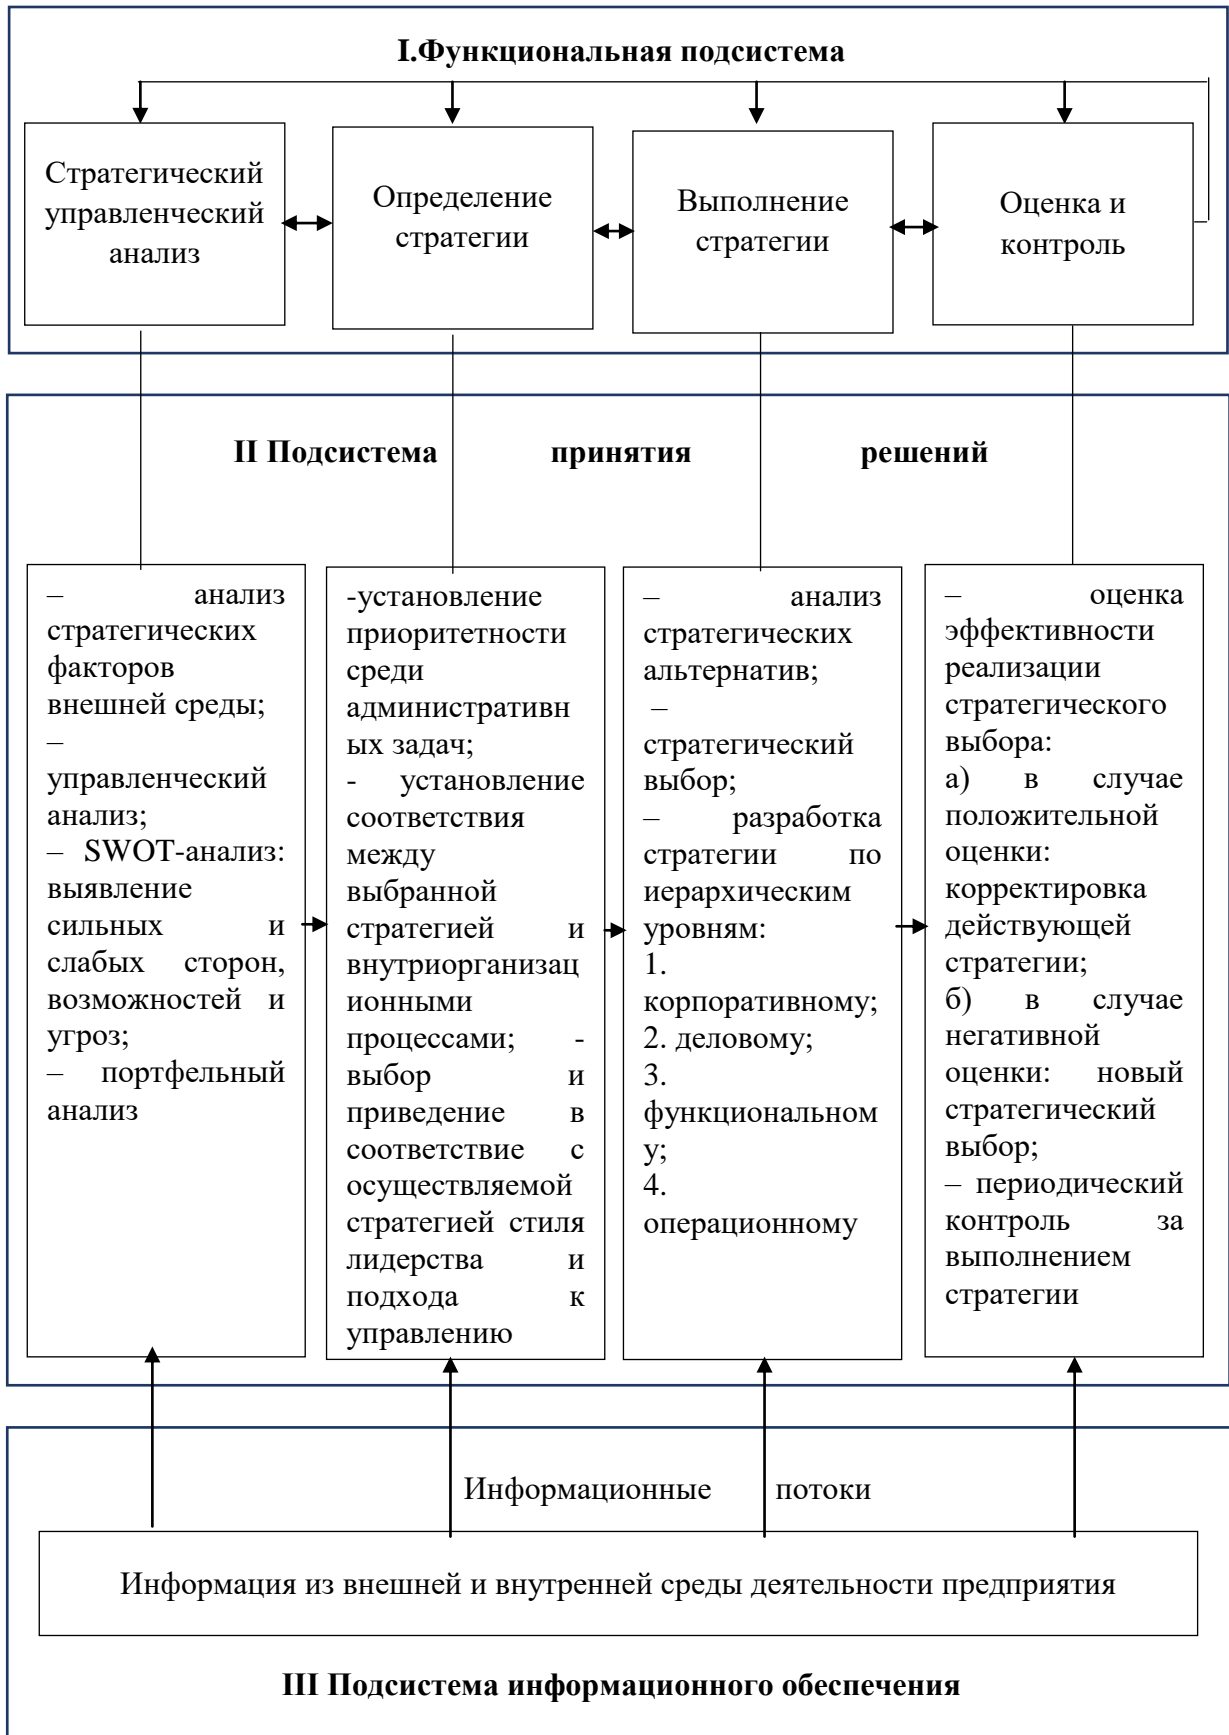 I.Функциональная подсистема
Стратегический
управленческий
анализ
Определение
стратегии
Выполнение
стратегии
Оценка и
контроль
II Подсистема принятия решений
– анализ
стратегических
факторов
внешней среды;
–
управленческий
анализ;
– SWOT-анализ:
выявление
сильных и
слабых сторон,
возможностей и
угроз;
– портфельный
анализ
-установление
приоритетности
среди
административн
ых задач;
- установление
соответствия
между
выбранной
стратегией и
внутриорганизац
ионными
процессами; -
выбор и
приведение в
соответствие с
осуществляемой
стратегией стиля
лидерства и
подхода к
управлению
– анализ
стратегических
альтернатив;
–
стратегический
выбор;
– разработка
стратегии по
иерархическим
уровням:
1.
корпоративному;
2. деловому;
3.
функциональном
у;
4.
операционному
– оценка
эффективности
реализации
стратегического
выбора:
а) в случае
положительной
оценки:
корректировка
действующей
стратегии;
б) в случае
негативной
оценки: новый
стратегический
выбор;
– периодический
контроль за
выполнением
стратегии
Информационные потоки
Информация из внешней и внутренней среды деятельности предприятия
III Подсистема информационного обеспечения